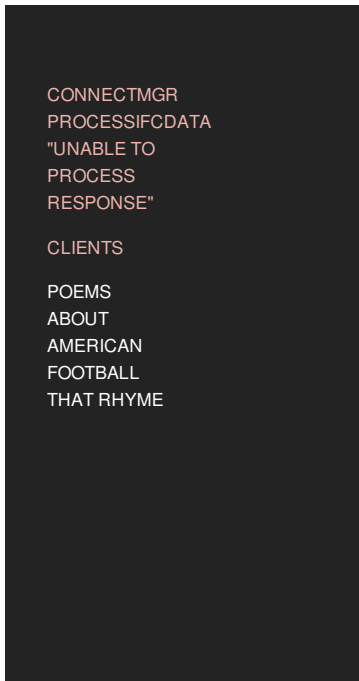 CONNECTMGR
PROCESSIFCDATA
"UNABLE TO
PROCESS
RESPONSE"
CLIENTS
POEMS
ABOUT
AMERICAN
FOOTBALL
THAT RHYME